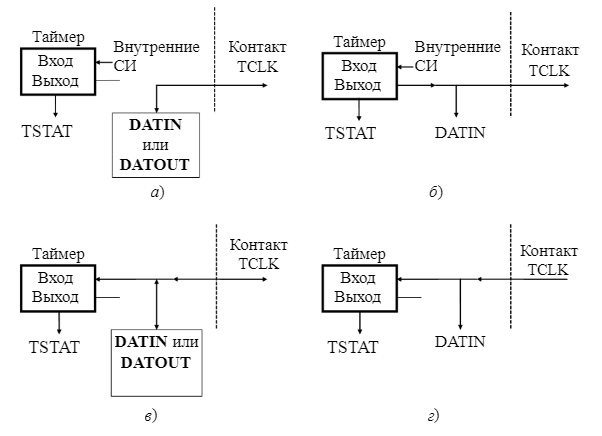 Таймер
Вход
Выход
Внутренние
СИ
Контакт
TCLK
TSTAT
DATIN
или
DATOUT
а)
Таймер
Вход
Выход
Внутренние
СИ
Контакт
TCLK
TSTAT
DATIN
б)
Таймер
Вход
Выход
Контакт
TCLK
TSTAT
DATIN или
DATOUT
в)
Таймер
Вход
Выход
Контакт
TCLK
TSTAT
DATIN
г)